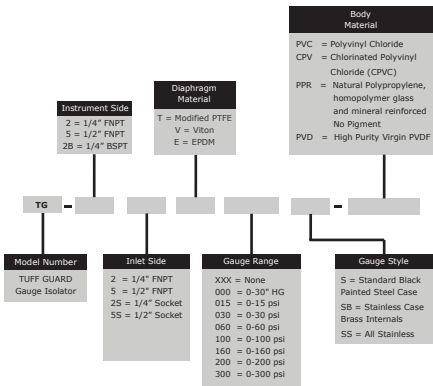 Body
Material
PVC = Polyvinyl Chloride
CPV = Chlorinated Polyvinyl
Chloride (CPVC)
PPR = Natural Polypropylene,
homopolymer glass
and mineral reinforced
No Pigment
PVD = High Purity Virgin PVDF
Diaphragm
Material
T = Modified PTFE
V = Viton
E = EPDM
Instrument Side
2 = 1/4" FNPT
5 = 1/2" FNPT
2B = 1/4" BSPT
TG - -
Model Number
TUFF GUARD
Gauge Isolator
Inlet Side
2 = 1/4" FNPT
5 = 1/2" FNPT
2S = 1/4" Socket
5S = 1/2" Socket
Gauge Range
XXX = None
000 = 0-30" HG
015 = 0-15 psi
030 = 0-30 psi
060 = 0-60 psi
100 = 0-100 psi
160 = 0-160 psi
200 = 0-200 psi
300 = 0-300 psi
Gauge Style
S = Standard Black
Painted Steel Case
SB = Stainless Case
Brass Internals
SS = All Stainless